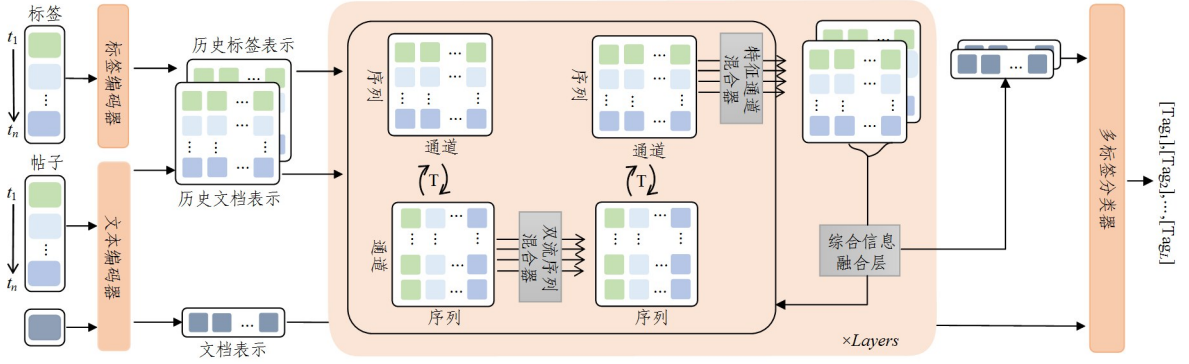 标签
t1
tn
标签编码器
帖子
t1
tn
文本编码器
历史标签表示
历史文档表示
文档表示
序列
通道
T
通道
序列
双流序列
混合器
序列
通道
T
序列
特征通道
混合器
综合信息
融合层
×Layers
多标签分类器
[Tag1],[Tag2],⋯,[TagL]